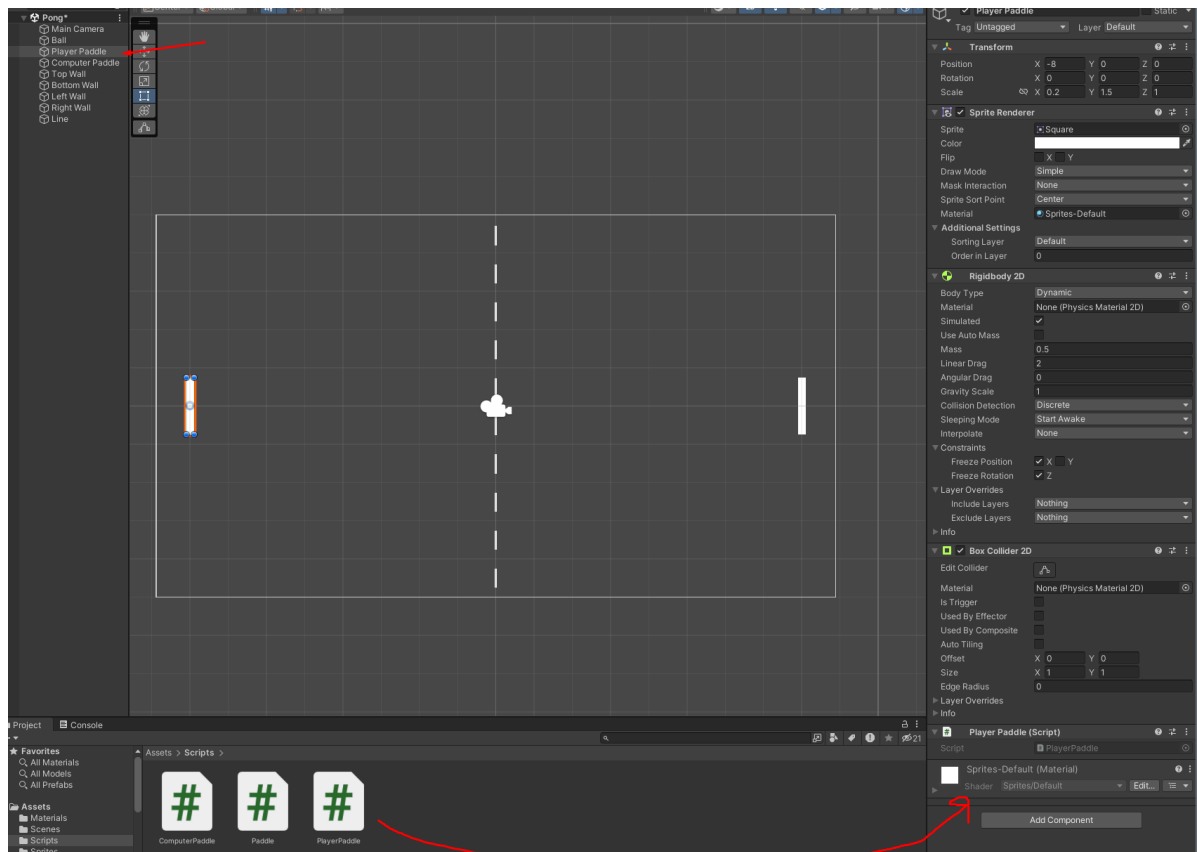 Pong*
Main Camera
Ball
Player Paddle
Computer Paddle
Top Wall
Bottom Wall
Left Wall
Right Wall
Line
Player Paddle Static
Tag Untagged Layer Default
Transform
Position X -8 Y 0 Z 0
Rotation X 0 Y 0 Z 0
Scale X 0.2 Y 1.5 Z 1
Sprite Renderer
Sprite Square
Color
Flip X Y
Draw Mode Simple
Mask Interaction None
Sprite Sort Point Center
Material Sprites-Default
Additional Settings
Sorting Layer Default
Order in Layer 0
Rigidbody 2D
Body Type Dynamic
Material None (Physics Material 2D)
Simulated
Use Auto Mass
Mass 0.5
Linear Drag 2
Angular Drag 0
Gravity Scale 1
Collision Detection Discrete
Sleeping Mode Start Awake
Interpolate None
Constraints
Freeze Position X Y
Freeze Rotation Z
Layer Overrides
Include Layers Nothing
Exclude Layers Nothing
Info
Box Collider 2D
Edit Collider
Material None (Physics Material 2D)
Is Trigger
Used By Effector
Used By Composite
Auto Tiling
Offset X 0 Y 0
Size X 1 Y 1
Edge Radius 0
Layer Overrides
Info
# Player Paddle (Script)
Script PlayerPaddle
Sprites-Default (Material)
Shader Sprites/Default Edit...
Add Component
Project Console
21
Favorites
All Materials
All Models
All Prefabs
Assets
Materials
Scenes
Scripts
Sprites
Assets > Scripts >
# # #
ComputerPaddle Paddle PlayerPaddle